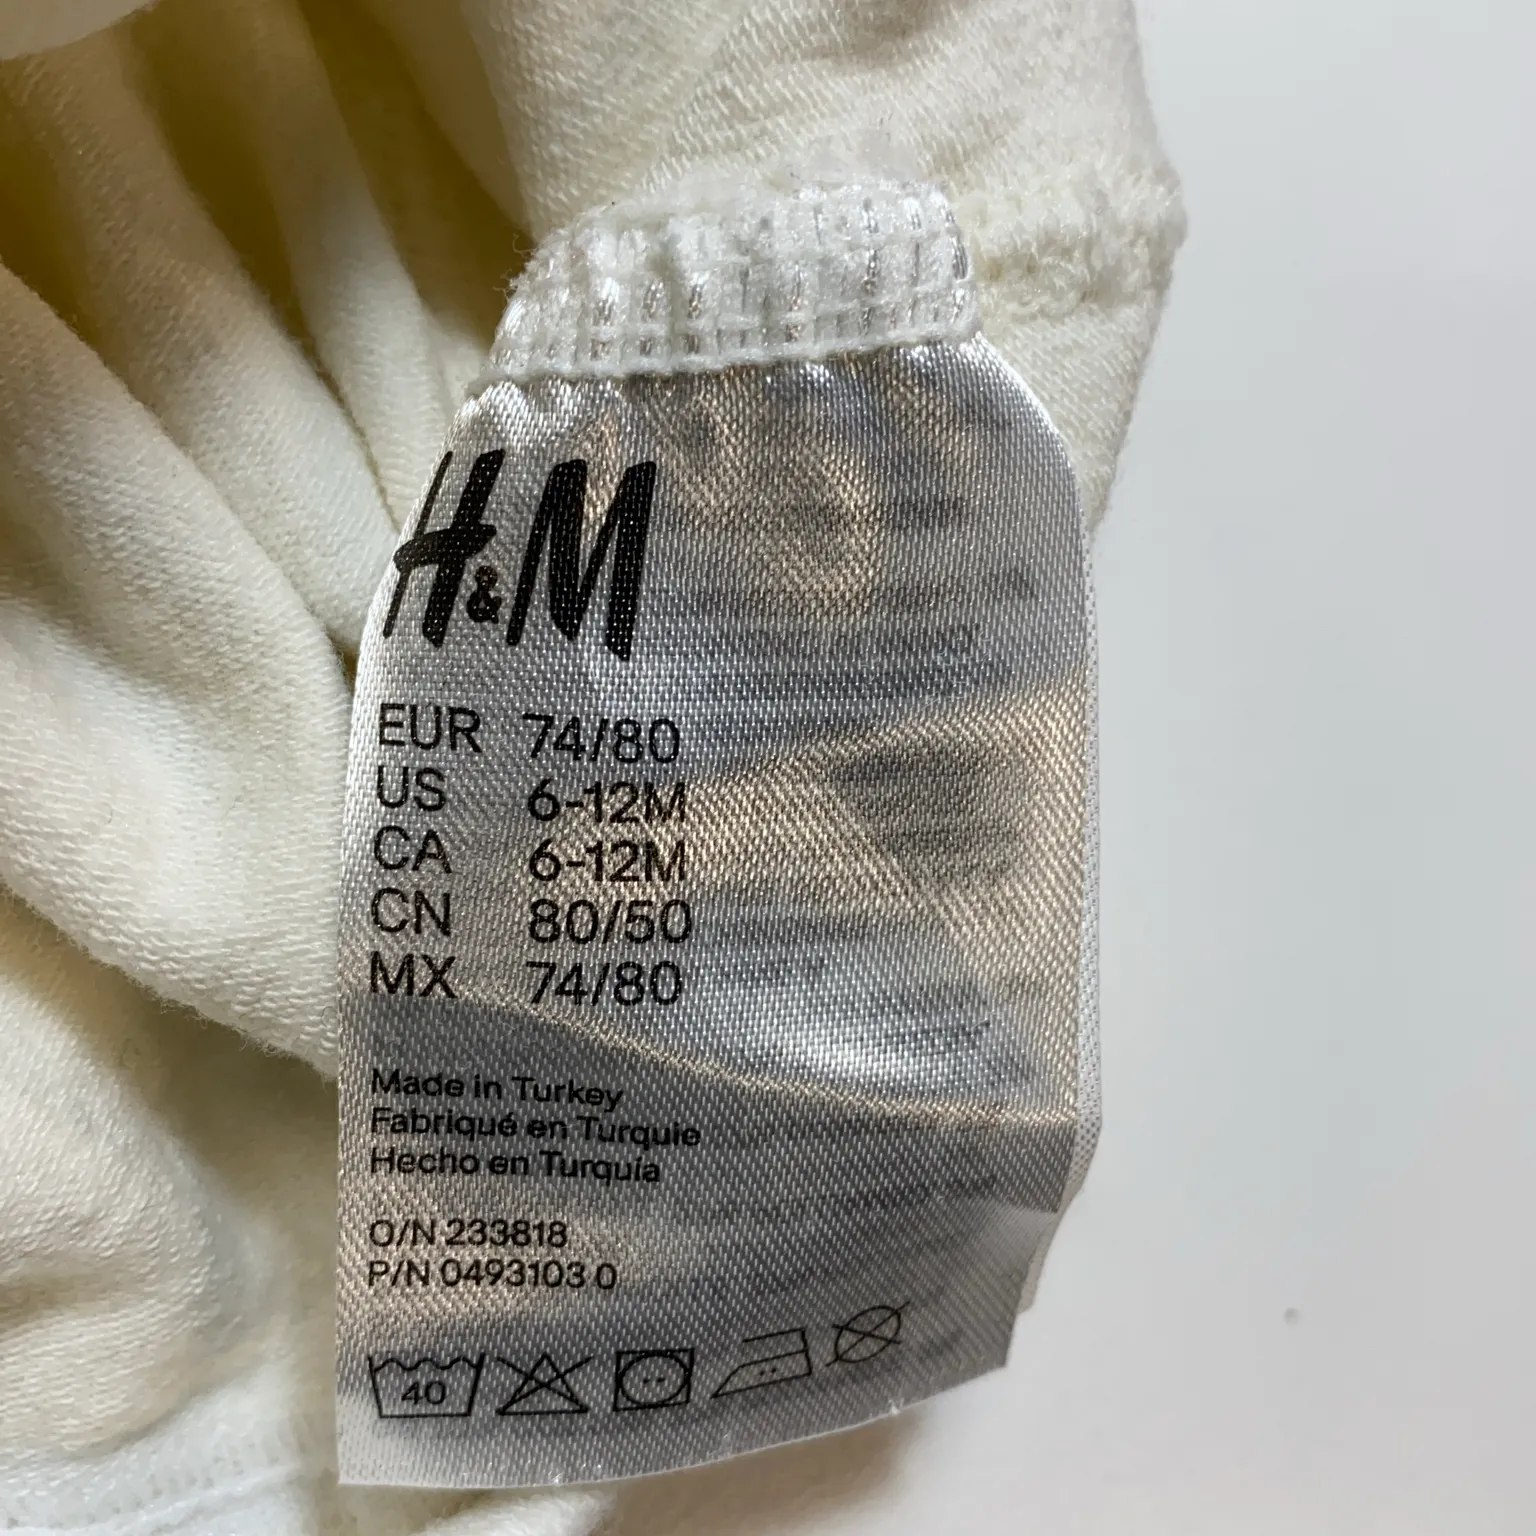 H&M
EUR 74/80
US 6-12M
CA 6-12M
CN 80/50
MX 74/80
Made in Turkey
Fabriqué en Turquie
Hecho en Turquía
O/N 233818
P/N 0493103 0
40